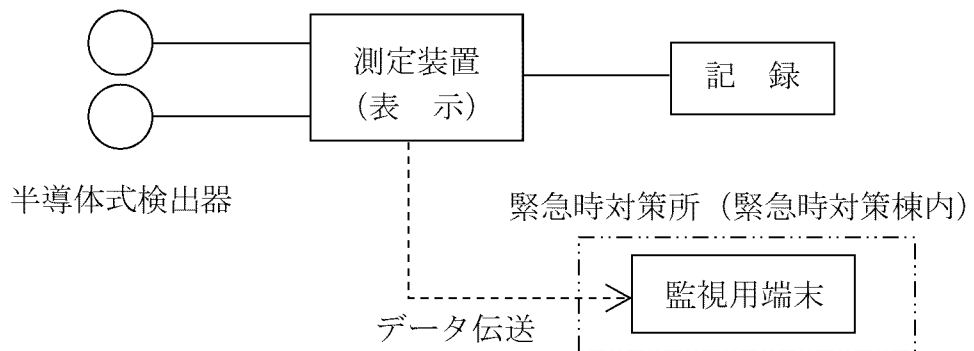 測定装置
(表　示)
記　録
半導体式検出器
緊急時対策所（緊急時対策棟内）
監視用端末
データ伝送